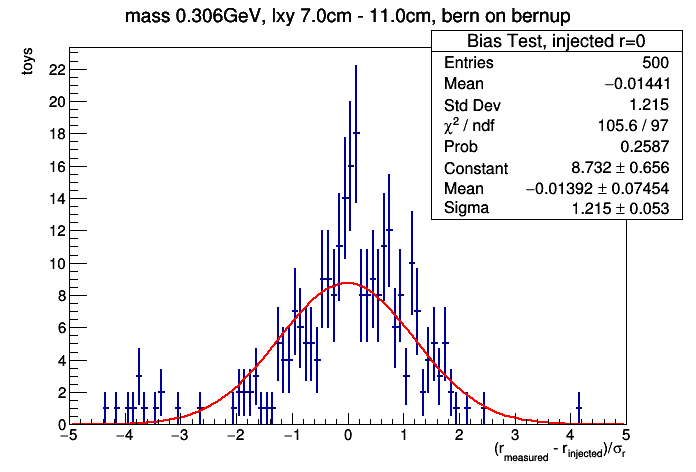 mass 0.306GeV, lxy 7.0cm - 11.0cm, bern on bernup
Bias Test, injected r=0
Entries 500
Mean −0.01441
Std Dev 1.215
χ² / ndf 105.6 / 97
Prob 0.2587
Constant 8.732 ± 0.656
Mean −0.01392 ± 0.07454
Sigma 1.215 ± 0.053
toys
22
20
18
16
14
12
10
8
6
4
2
0
−5 −4 −3 −2 −1 0 1 2 3 4 5
(r_measured - r_injected)/σ_r